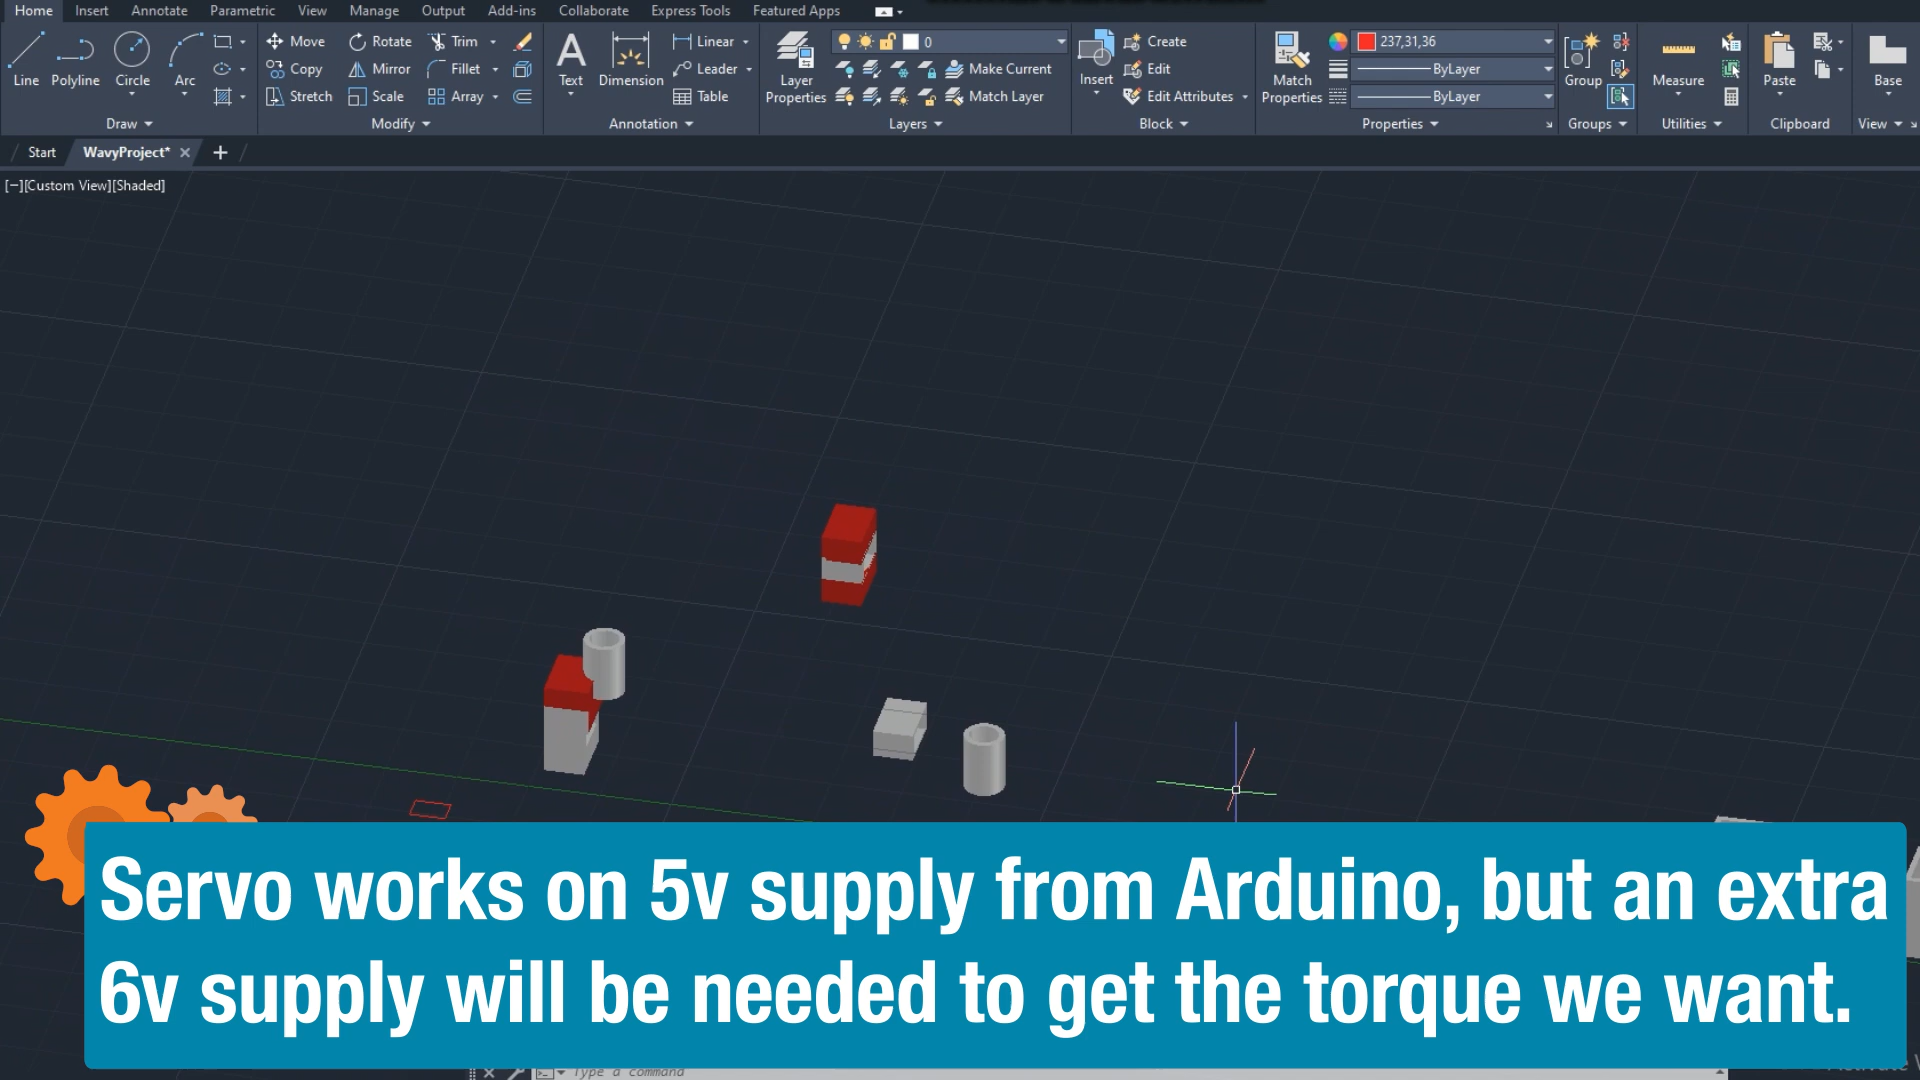 Home Insert Annotate Parametric View Manage Output Add-ins Collaborate Express Tools Featured Apps
Line Polyline Circle Arc
Move Rotate Trim
Copy Mirror Fillet
Stretch Scale Array
Text Dimension
Linear
Leader
Table
Layer Properties
0
Make Current
Match Layer
Insert
Create
Edit
Edit Attributes
Match Properties
237,31,36
ByLayer
ByLayer
Group
Measure
Paste
Base
Draw Modify Annotation Layers Block Properties Groups Utilities Clipboard View
Start WavyProject*
[−][Custom View][Shaded]
Servo works on 5v supply from Arduino, but an extra
6v supply will be needed to get the torque we want.
Type a command